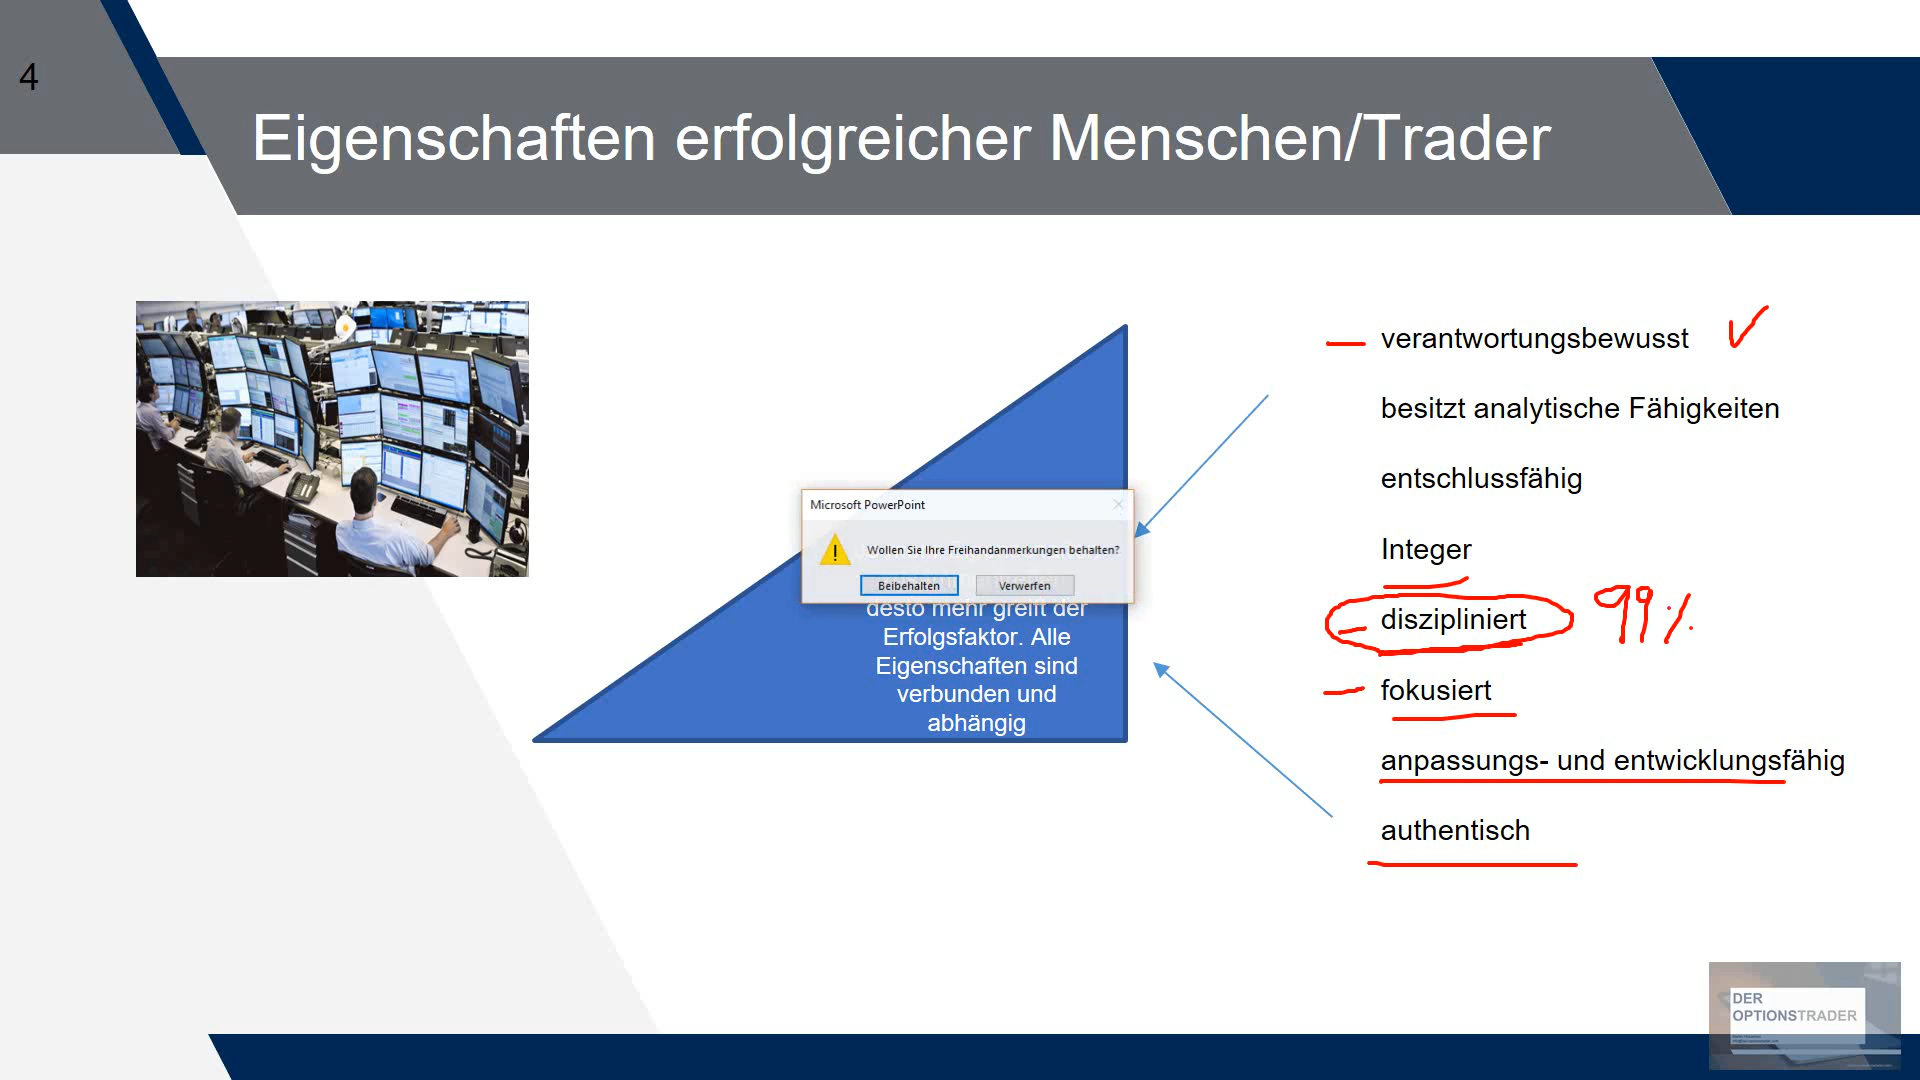 4
Eigenschaften erfolgreicher Menschen/Trader
verantwortungsbewusst
besitzt analytische Fähigkeiten
entschlussfähig
Integer
diszipliniert 99%
fokusiert
anpassungs- und entwicklungsfähig
authentisch
Microsoft PowerPoint
Wollen Sie Ihre Freihandanmerkungen behalten?
Beibehalten Verwerfen
desto mehr greift der
Erfolgsfaktor. Alle
Eigenschaften sind
verbunden und
abhängig
DER
OPTIONSTRADER